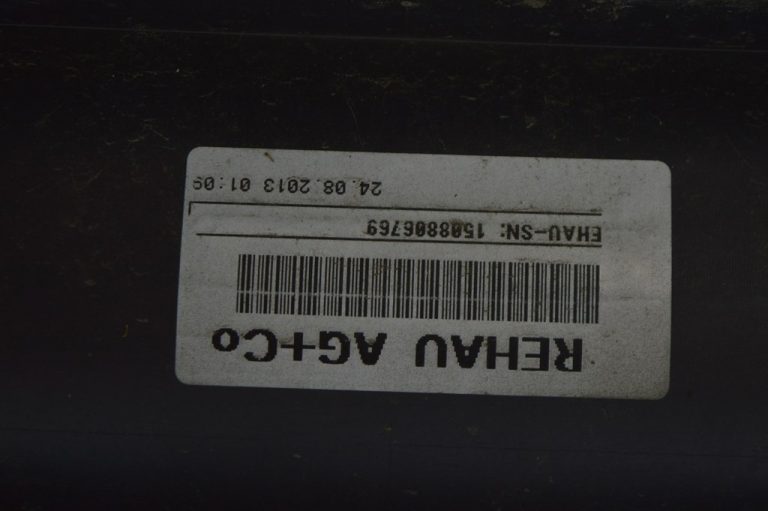 REHAU AG+Co
EHAU-SN: 1508806769
24.08.2013 01:09